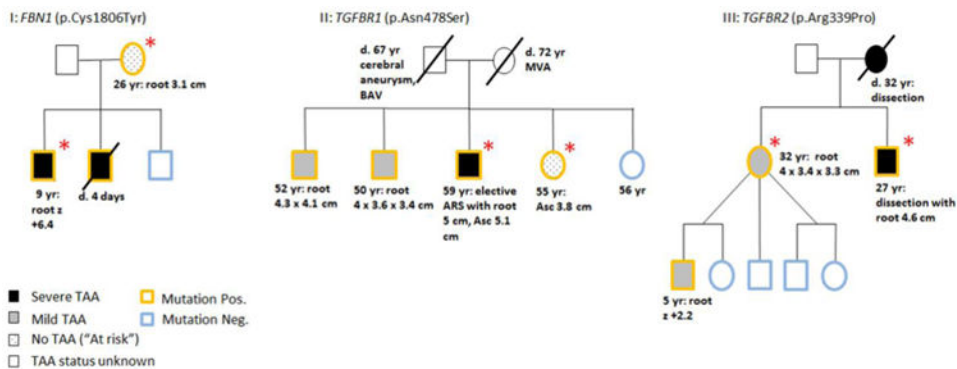 I: FBN1 (p.Cys1806Tyr)
*
26 yr: root 3.1 cm
*
9 yr:
root z
+6.4
d. 4 days
II: TGFBR1 (p.Asn478Ser)
d. 67 yr
cerebral
aneurysm,
BAV
d. 72 yr
MVA
*
*
52 yr: root
4.3 x 4.1 cm
50 yr: root
4 x 3.6 x 3.4 cm
59 yr: elective
ARS with root
5 cm, Asc 5.1
cm
55 yr:
Asc 3.8 cm
56 yr
III: TGFBR2 (p.Arg339Pro)
d. 32 yr:
dissection
*
32 yr: root
4 x 3.4 x 3.3 cm
*
27 yr:
dissection with
root 4.6 cm
5 yr: root
z +2.2
Severe TAA
Mild TAA
No TAA ("At risk")
TAA status unknown
Mutation Pos.
Mutation Neg.